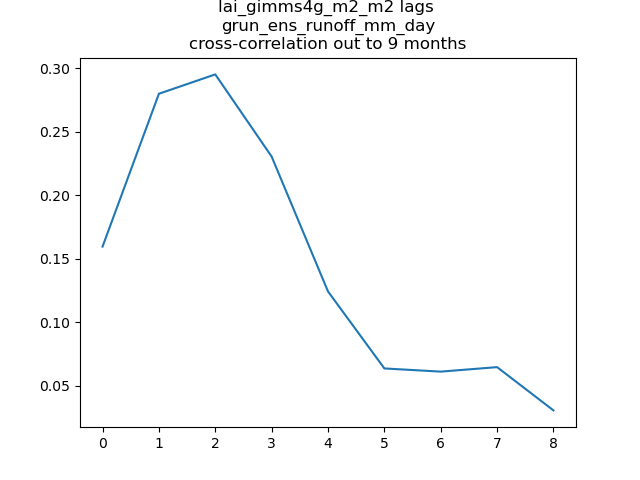 lai_gimms4g_m2_m2 lags
grun_ens_runoff_mm_day
cross-correlation out to 9 months
0.30
0.25
0.20
0.15
0.10
0.05
0 1 2 3 4 5 6 7 8